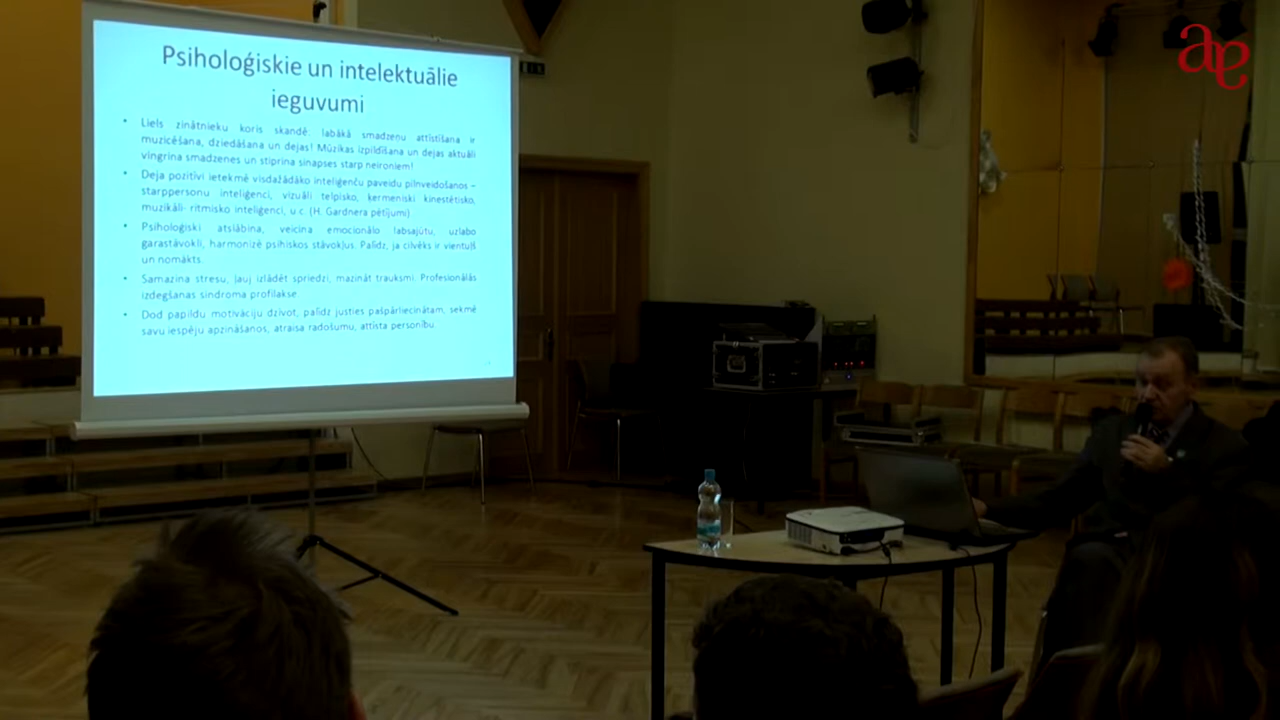 Psiholoģiskie un intelektuālie
ieguvumi
• Liels zinātnieku koris skandē: labākā smadzeņu attīstīšana ir
muzicēšana, dziedāšana un dejas! Mūzikas izpildīšana un dejas aktuāli
vingrina smadzenes un stiprina sinapses starp neironiem!
• Deja pozitīvi ietekmē visdažādāko inteliģenču paveidu pilnveidošanos –
starppersonu inteliģenci, vizuāli telpisko, ķermeniski kinestētisko,
muzikāli- ritmisko inteliģenci, u.c. (H. Gardnera pētījumi)
• Psiholoģiski atslābina, veicina emocionālo labsajūtu, uzlabo
garastāvokli, harmonizē psihiskos stāvokļus. Palīdz, ja cilvēks ir vientuļš
un nomākts.
• Samazina stresu, ļauj izlādēt spriedzi, mazināt trauksmi. Profesionālās
izdegšanas sindroma profilakse
• Dod papildu motivāciju dzīvot, palīdz justies pašpārliecinātam, sekmē
savu iespēju apzināšanos, atraisa radošumu, attīsta personību
ae